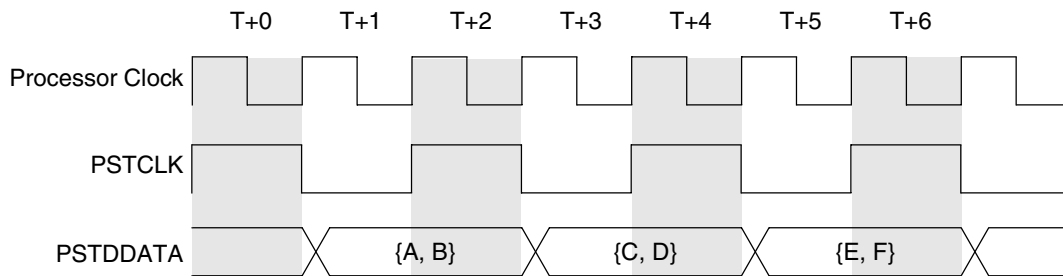 T+0 T+1 T+2 T+3 T+4 T+5 T+6
Processor Clock
PSTCLK
PSTDDATA {A, B} {C, D} {E, F}